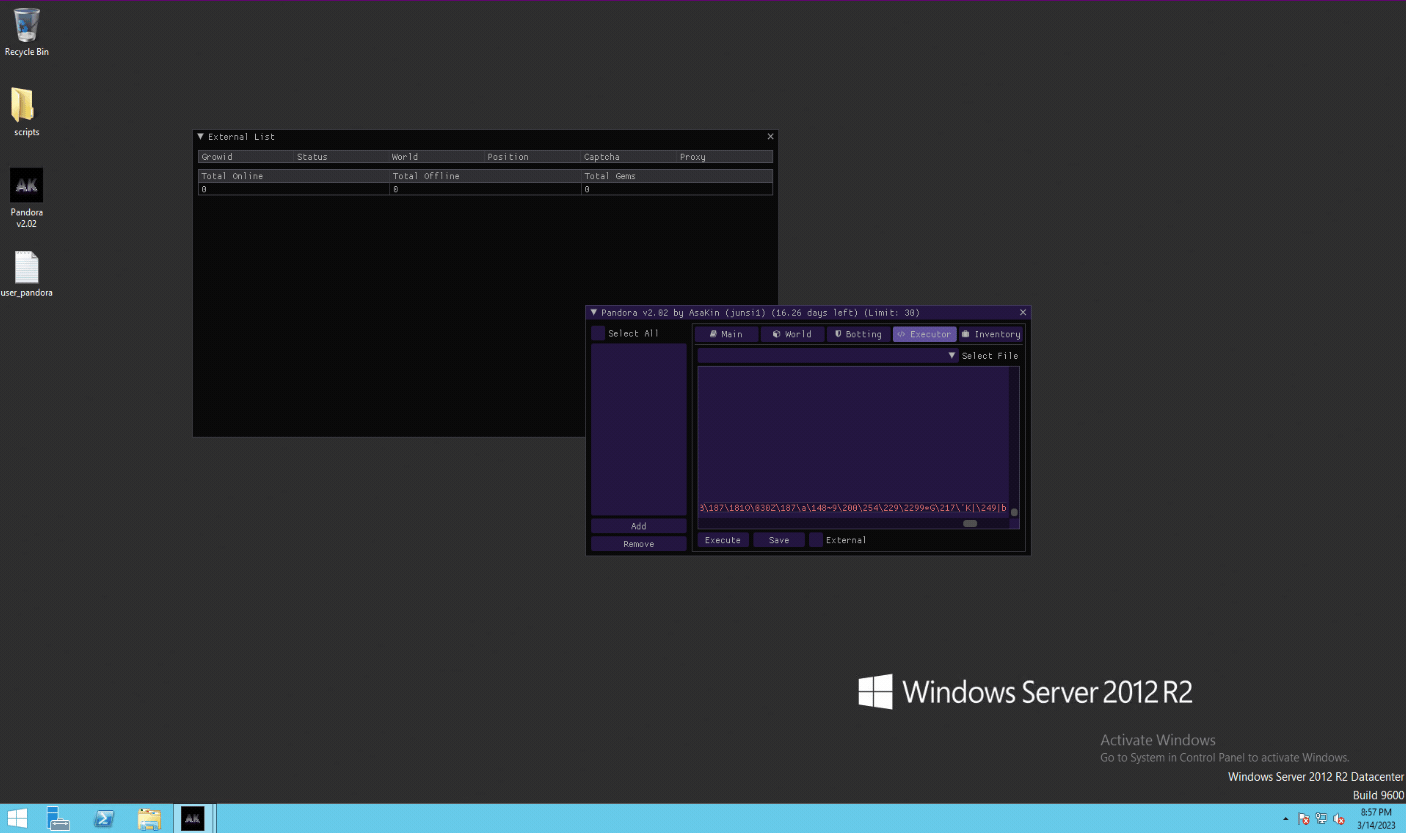 Recycle Bin
scripts
AK
Pandora
v2.02
user_pandora
External List
Growid Status World Position Captcha Proxy
Total Online Total Offline Total Gems
0 0 0
Pandora v2.02 by AsaKin (junsi1) (16.26 days left) (Limit: 30)
Select All
Main World Botting Executor Inventory
Select File
3\187\181O\030Z\187\a\148~9\200\254\229\2299*G\217\'K[\249]b
Add
Remove
Execute Save External
Windows Server 2012 R2
Activate Windows
Go to System in Control Panel to activate Windows.
Windows Server 2012 R2 Datacenter
Build 9600
AK
8:57 PM
3/14/2023